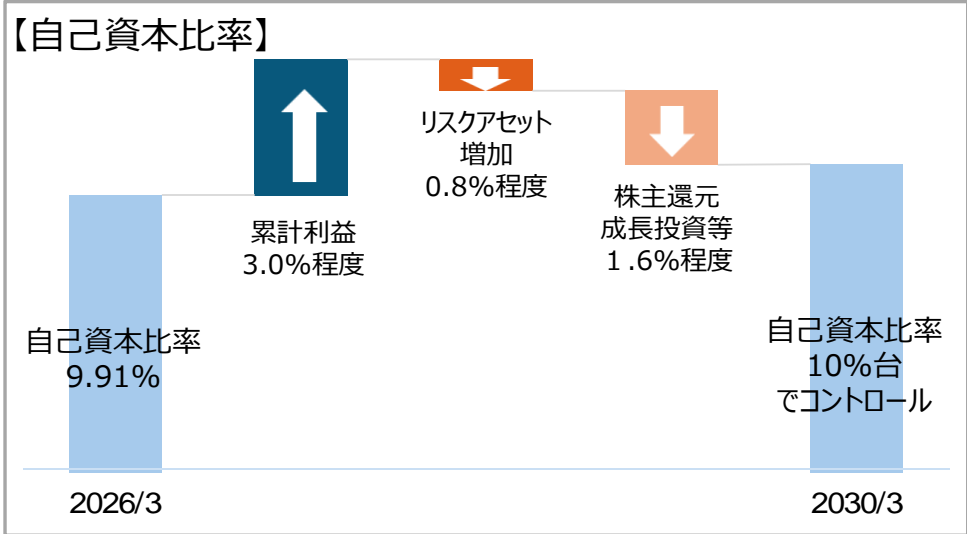 【自己資本比率】
リスクアセット
増加
0.8%程度
株主還元
成長投資等
１.6%程度
累計利益
3.0%程度
自己資本比率
9.91%
自己資本比率
10%台
でコントロール
2026/3
2030/3